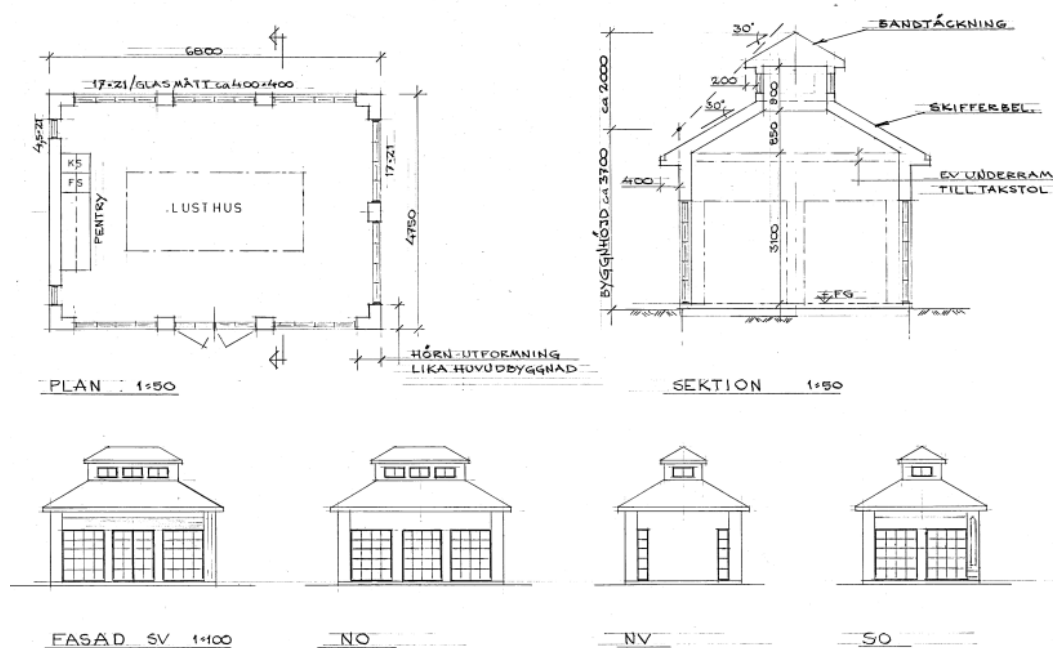 6800
17×21/GLASMÅTT ca 400×400
4,5×21
KS
FS
PENTRY
LUSTHUS
17×21
4750
HÖRN-UTFORMNING
LIKA HUVUDBYGGNAD
PLAN 1:50
30°
BANDTÄCKNING
ca 2000
200
900
30°
SKIFFERBEL.
850
BYGGNHÖJD ca 3700
400
EV UNDERRAM
TILL TAKSTOL
3100
FG
SEKTION 1:50
FASAD SV 1:100
NO
NV
SO